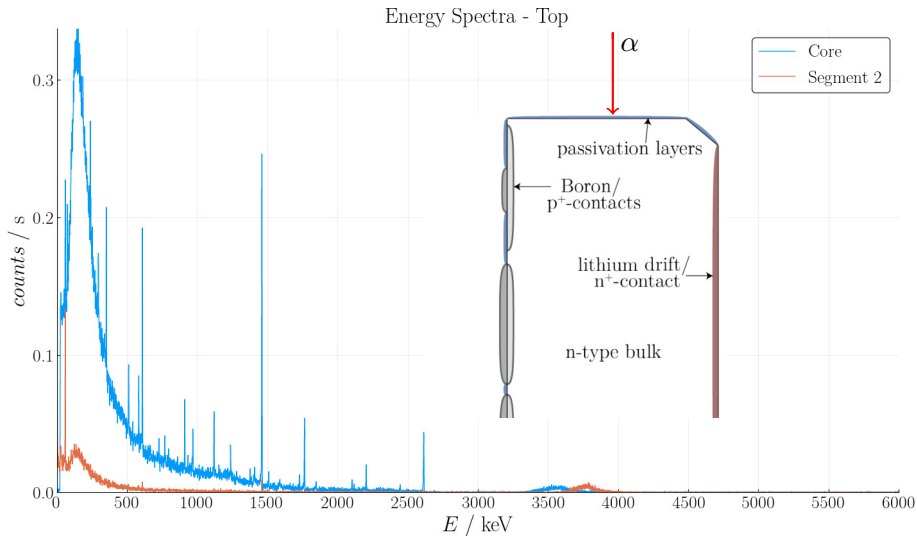 Energy Spectra - Top
counts / s
0.3
0.2
0.1
0.0
α
Core
Segment 2
passivation layers
Boron/
p⁺-contacts
lithium drift/
n⁺-contact
n-type bulk
0 500 1000 1500 2000 2500 3000 3500 4000 4500 5000 5500 6000
E / keV